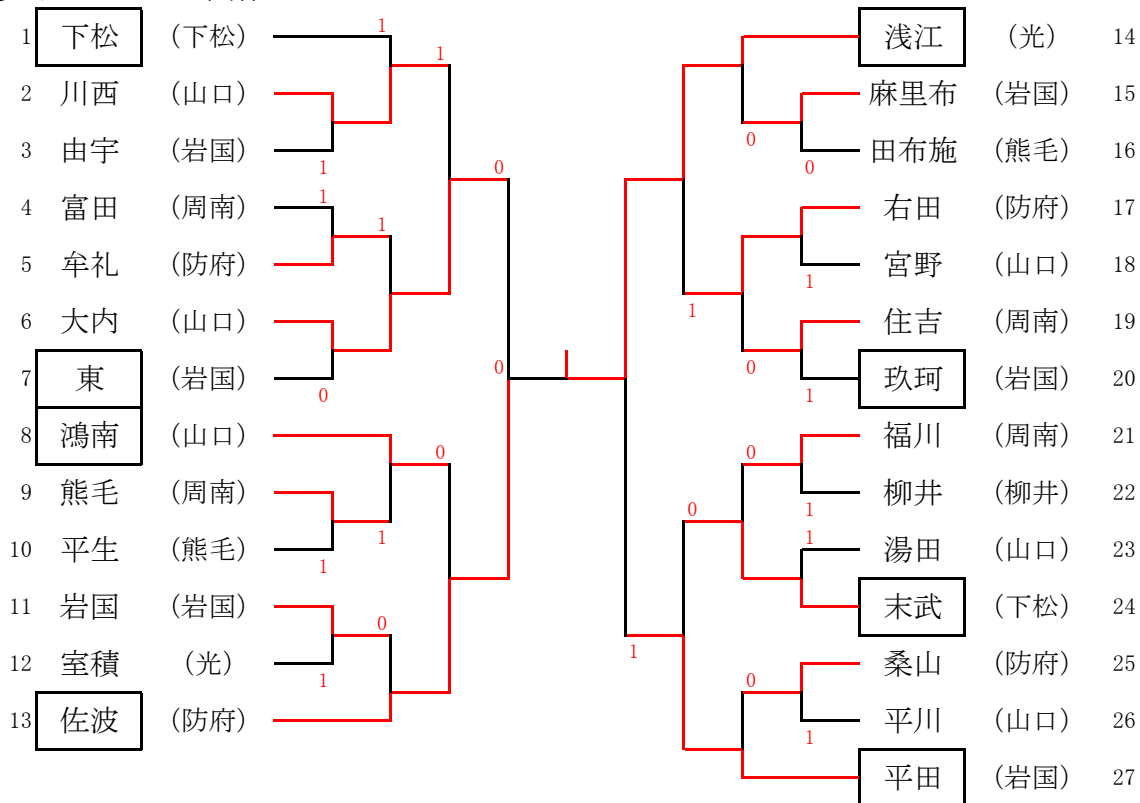 1 下松 (下松)
2 川西 (山口)
3 由宇 (岩国)
4 富田 (周南)
5 牟礼 (防府)
6 大内 (山口)
7 東 (岩国)
8 鴻南 (山口)
9 熊毛 (周南)
10 平生 (熊毛)
11 岩国 (岩国)
12 室積 (光)
13 佐波 (防府)
1
1
1
1
1
0
0
0
0
1
1
0
1
浅江 (光) 14
麻里布 (岩国) 15
田布施 (熊毛) 16
右田 (防府) 17
宮野 (山口) 18
住吉 (周南) 19
玖珂 (岩国) 20
福川 (周南) 21
柳井 (柳井) 22
湯田 (山口) 23
末武 (下松) 24
桑山 (防府) 25
平川 (山口) 26
平田 (岩国) 27
0
0
1
1
0
1
0
1
0
1
1
0
1